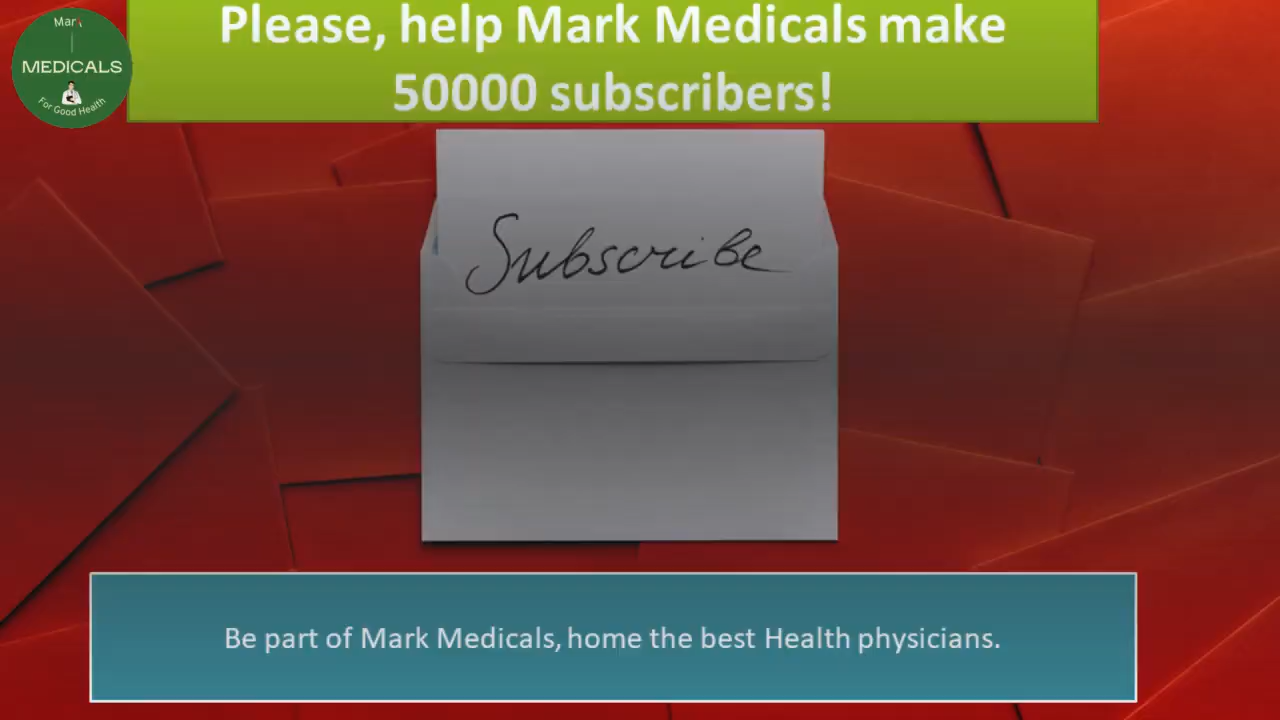 Mark
MEDICALS
For Good Health
Please, help Mark Medicals make
50000 subscribers!
Subscribe
Be part of Mark Medicals, home the best Health physicians.